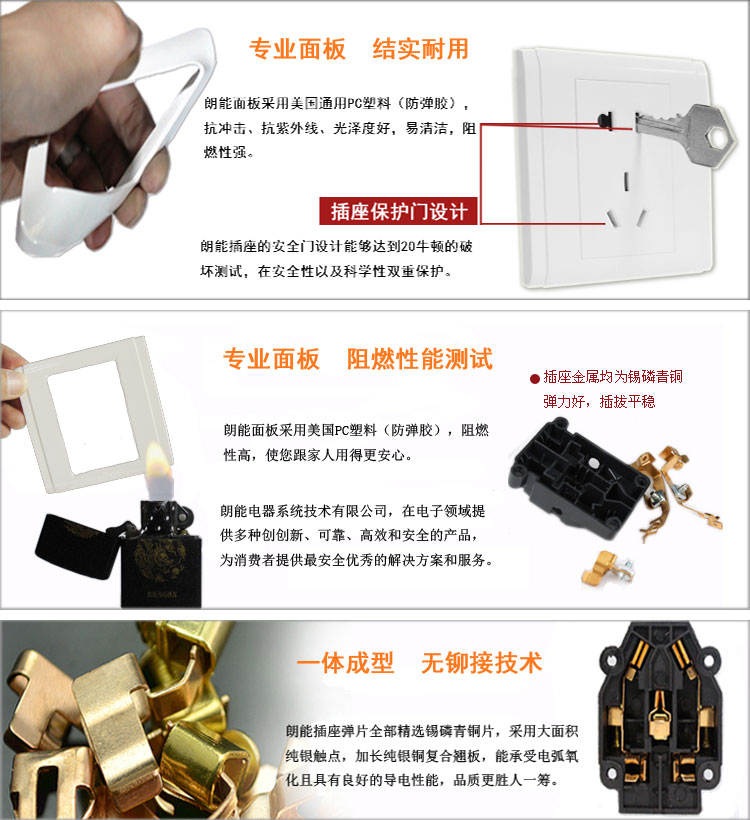 专业面板 结实耐用
朗能面板采用美国通用PC塑料（防弹胶），
抗冲击、抗紫外线、光泽度好，易清洁，阻
燃性强。
插座保护门设计
朗能插座的安全门设计能够达到20牛顿的破
坏测试，在安全性以及科学性双重保护。
专业面板 阻燃性能测试
插座金属均为锡磷青铜
弹力好，插拔平稳
朗能面板采用美国PC塑料（防弹胶），阻燃
性高，使您跟家人用得更安心。
朗能电器系统技术有限公司，在电子领域提
供多种创创新、可靠、高效和安全的产品，
为消费者提供最安全优秀的解决方案和服务。
一体成型 无铆接技术
朗能插座弹片全部精选锡磷青铜片，采用大面积
纯银触点，加长纯银铜复合翘板，能承受电弧氧
化且具有良好的导电性能，品质更胜人一筹。